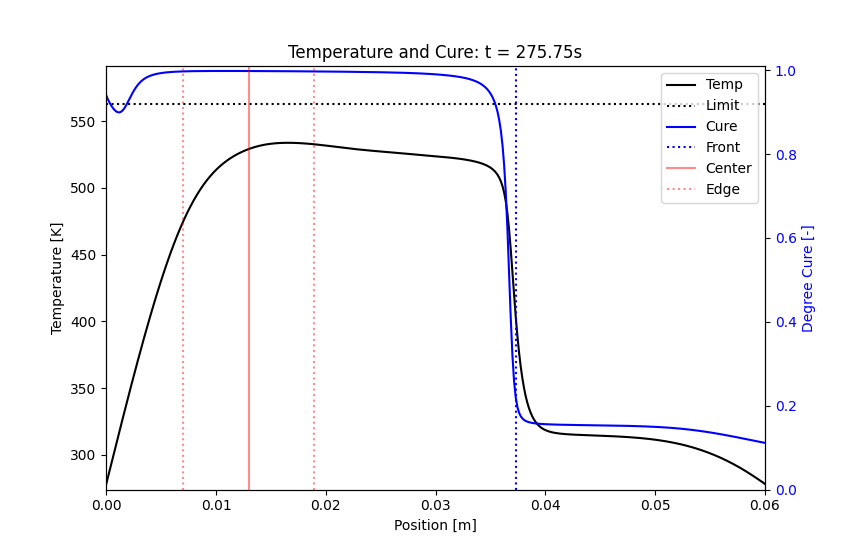 Temperature and Cure: t = 275.75s
Temperature [K]
550
500
450
400
350
300
Temp
Limit
Cure
Front
Center
Edge
1.0
0.8
0.6
0.4
0.2
0.0
Degree Cure [-]
0.00 0.01 0.02 0.03 0.04 0.05 0.06
Position [m]